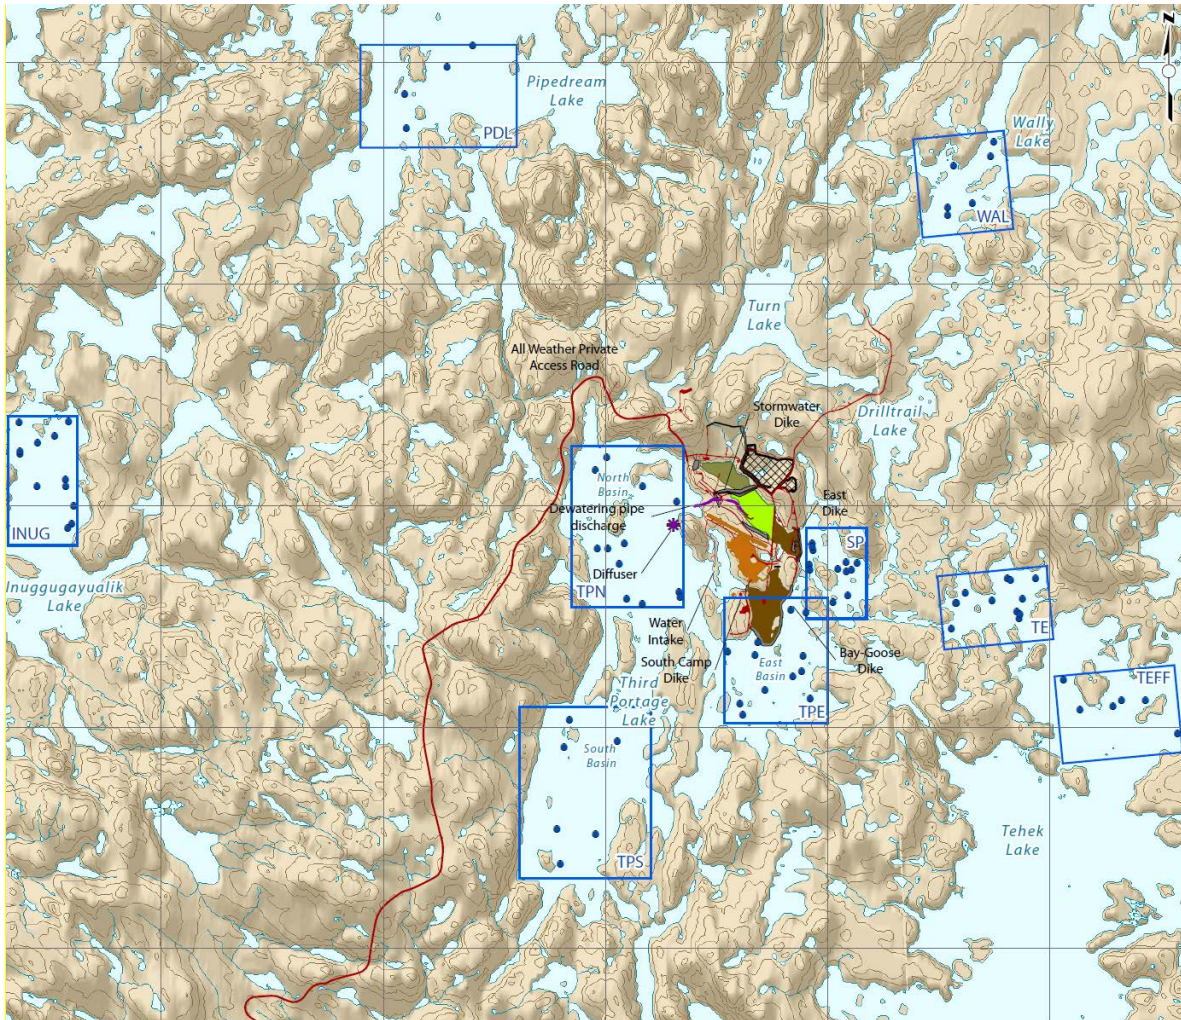 N
Pipedream
Lake
PDL
Wally
Lake
WAL
Turn
Lake
All Weather Private
Access Road
Stormwater
Dike
Drilltrail
Lake
North
Basin
Dewatering pipe
discharge
East
Dike
INUG
SP
Inuggugayualik
Lake
Diffuser
TPN
Water
Intake
TE
South Camp
Dike
East
Basin
Bay-Goose
Dike
TEFF
Third
Portage
Lake
TPE
South
Basin
Tehek
Lake
TPS